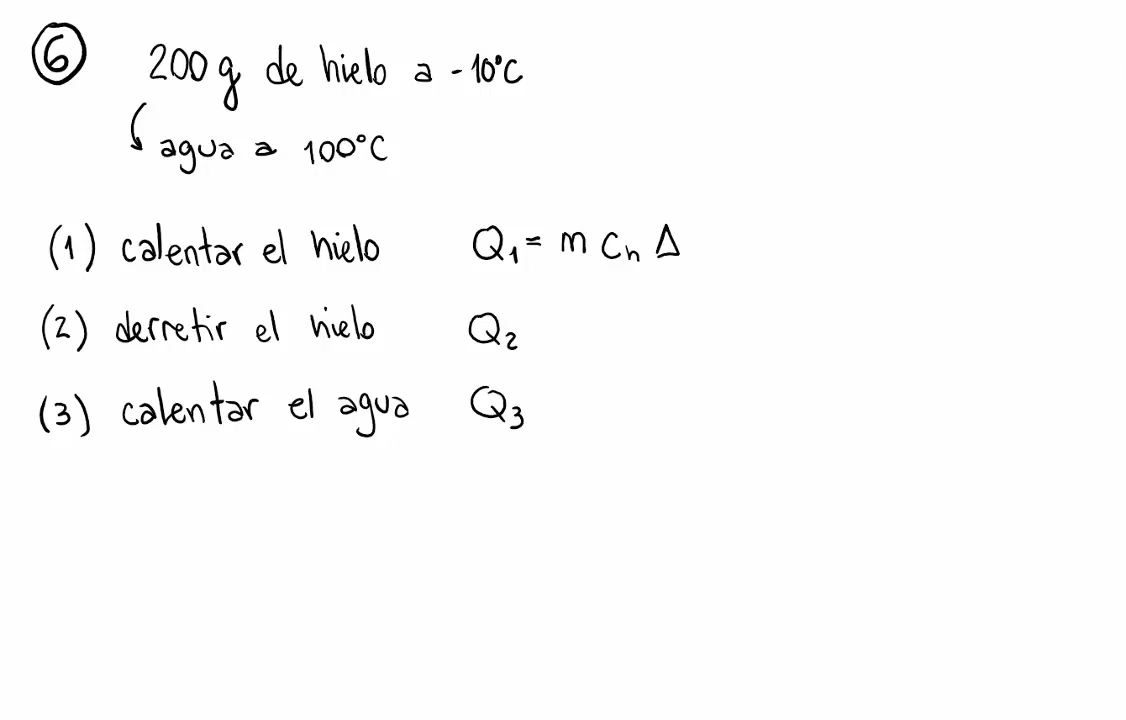 6 200 g de hielo a -10°C
agua a 100°C
(1) calentar el hielo Q₁ = m cₕ Δ
(2) derretir el hielo Q₂
(3) calentar el agua Q₃